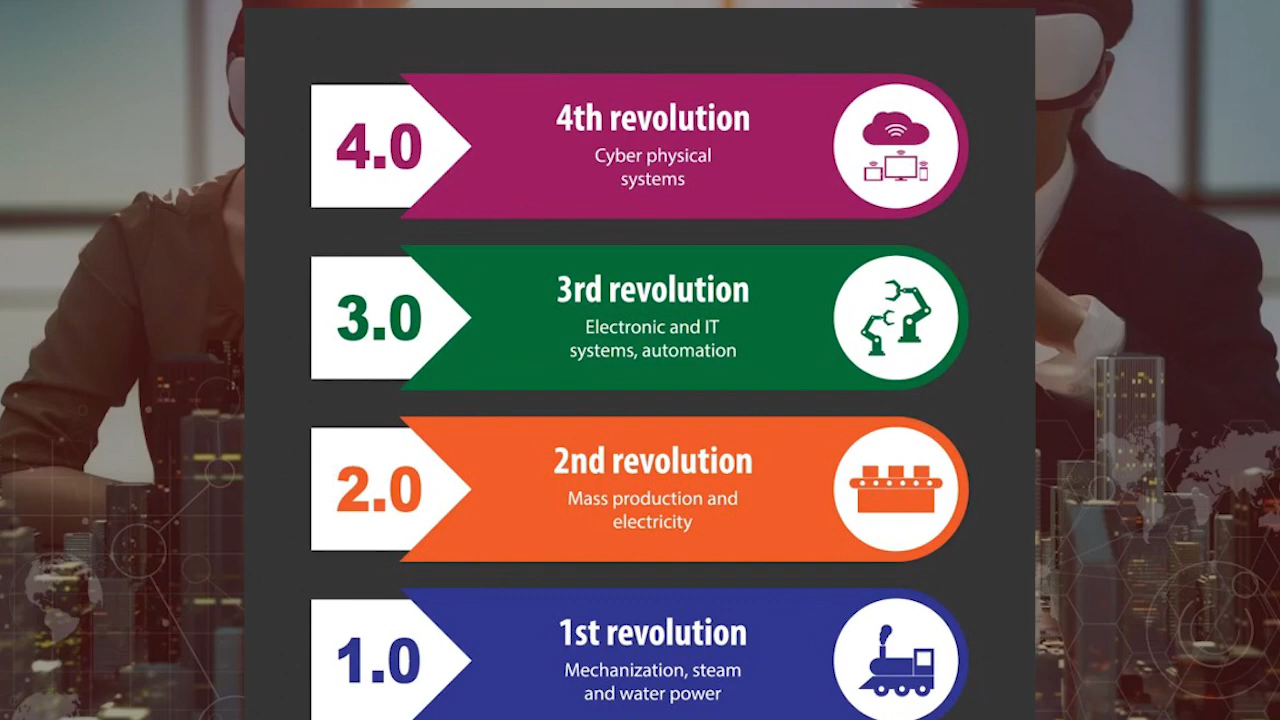 4.0
4th revolution
Cyber physical
systems
3.0
3rd revolution
Electronic and IT
systems, automation
2.0
2nd revolution
Mass production and
electricity
1.0
1st revolution
Mechanization, steam
and water power